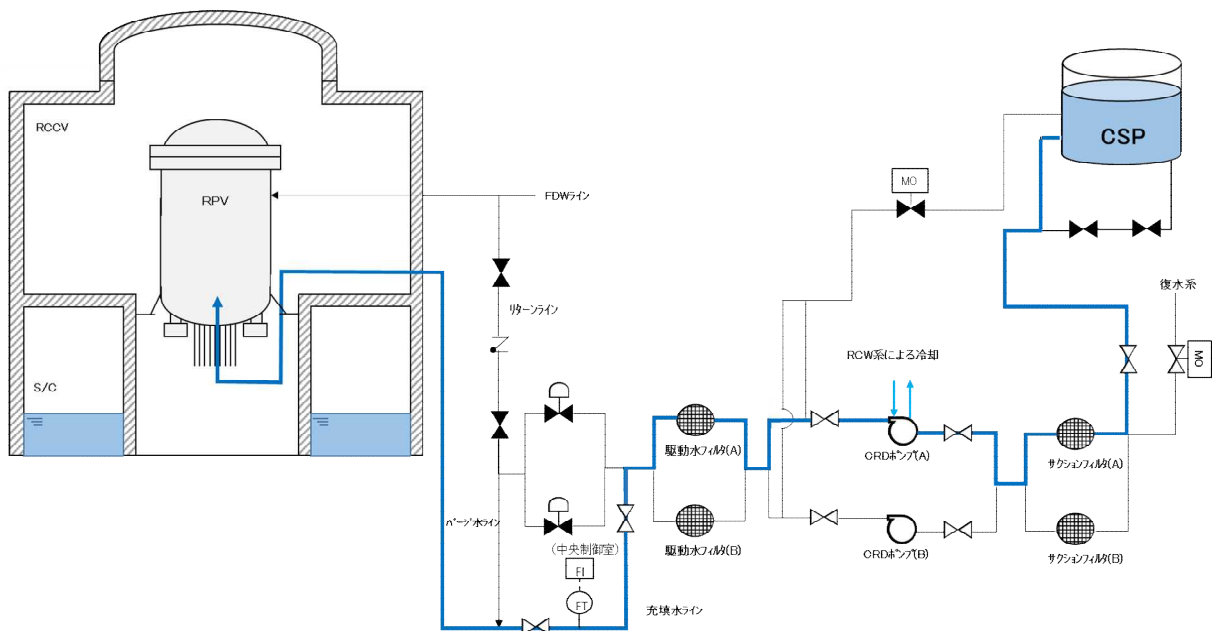 RCCV
RPV
S/C
FDWライン
リターンライン
パージ水ライン
(中央制御室)
FI
FT
充填水ライン
駆動水フィルタ(A)
駆動水フィルタ(B)
MO
RCW系による冷却
CRDポンプ(A)
CRDポンプ(B)
CSP
復水系
MO
サクションフィルタ(A)
サクションフィルタ(B)